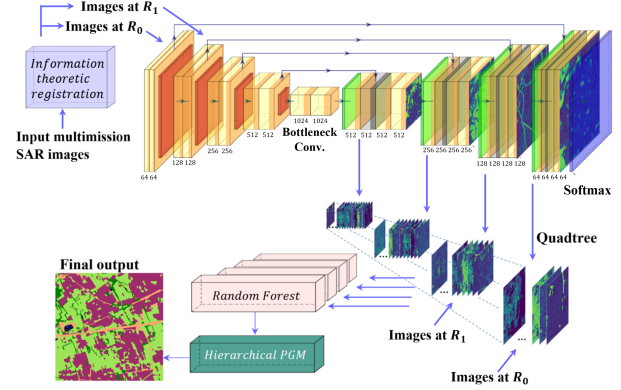 Images at R₁
Images at R₀
Information
theoretic
registration
Input multimission
SAR images
64 64
128 128
256 256
512 512
1024 1024
Bottleneck
Conv.
512 512 512 512
256 256 256 256
128 128 128 128
64 64 64 64
Softmax
Quadtree
...
...
...
...
Final output
Random Forest
Hierarchical PGM
Images at R₁
Images at R₀